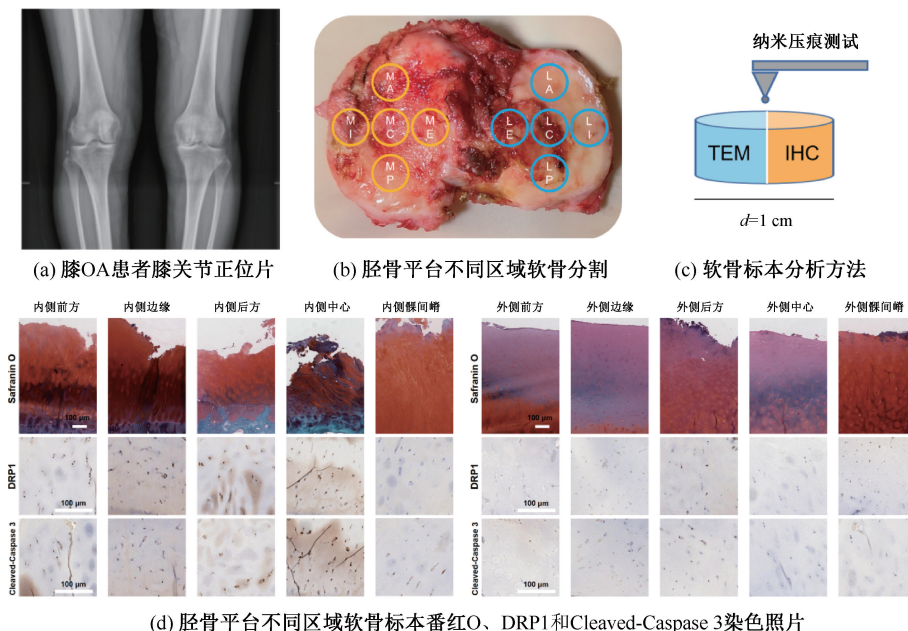 纳米压痕测试
M A
L A
M I
M C
M E
L E
L C
L I
M P
L P
TEM
IHC
d=1 cm
(a) 膝OA患者膝关节正位片
(b) 胫骨平台不同区域软骨分割
(c) 软骨标本分析方法
内侧前方
内侧边缘
内侧后方
内侧中心
内侧髁间嵴
外侧前方
外侧边缘
外侧后方
外侧中心
外侧髁间嵴
Safranin O
100 μm
100 μm
DRP1
100 μm
100 μm
Cleaved-Caspase 3
100 μm
100 μm
(d) 胫骨平台不同区域软骨标本番红O、DRP1和Cleaved-Caspase 3染色照片